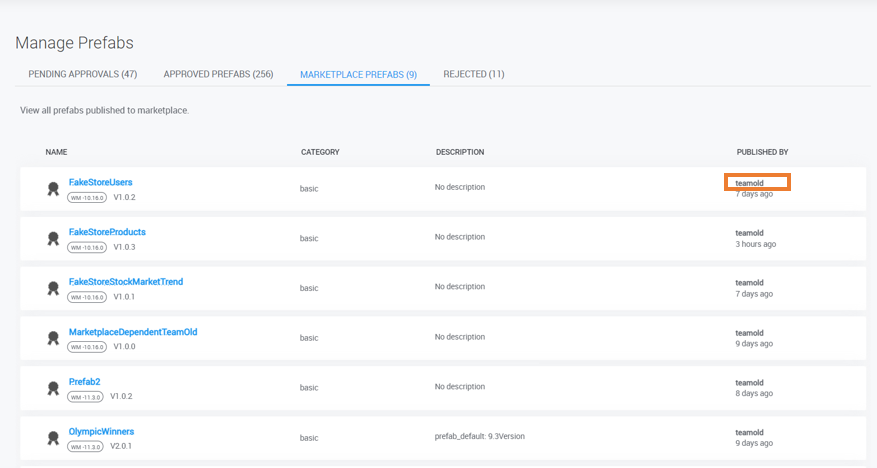 Manage Prefabs
PENDING APPROVALS (47) APPROVED PREFABS (256) MARKETPLACE PREFABS (9) REJECTED (11)
View all prefabs published to marketplace.
NAME CATEGORY DESCRIPTION PUBLISHED BY
FakeStoreUsers basic No description teamold
WM -10.16.0 V1.0.2 7 days ago
FakeStoreProducts basic No description teamold
WM -10.16.0 V1.0.3 3 hours ago
FakeStoreStockMarketTrend basic No description teamold
WM -10.16.0 V1.0.1 7 days ago
MarketplaceDependentTeamOld basic No description teamold
WM -10.16.0 V1.0.0 9 days ago
Prefab2 basic No description teamold
WM -11.3.0 V1.0.2 8 days ago
OlympicWinners basic prefab_default: 9.3Version teamold
WM -11.3.0 V2.0.1 9 days ago